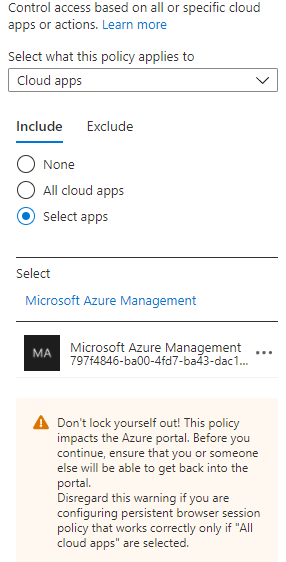 Control access based on all or specific cloud
apps or actions. Learn more
Select what this policy applies to
Cloud apps
Include Exclude
None
All cloud apps
Select apps
Select
Microsoft Azure Management
MA
Microsoft Azure Management
797f4846-ba00-4fd7-ba43-dac1...
Don't lock yourself out! This policy
impacts the Azure portal. Before you
continue, ensure that you or someone
else will be able to get back into the
portal.
Disregard this warning if you are
configuring persistent browser session
policy that works correctly only if "All
cloud apps" are selected.